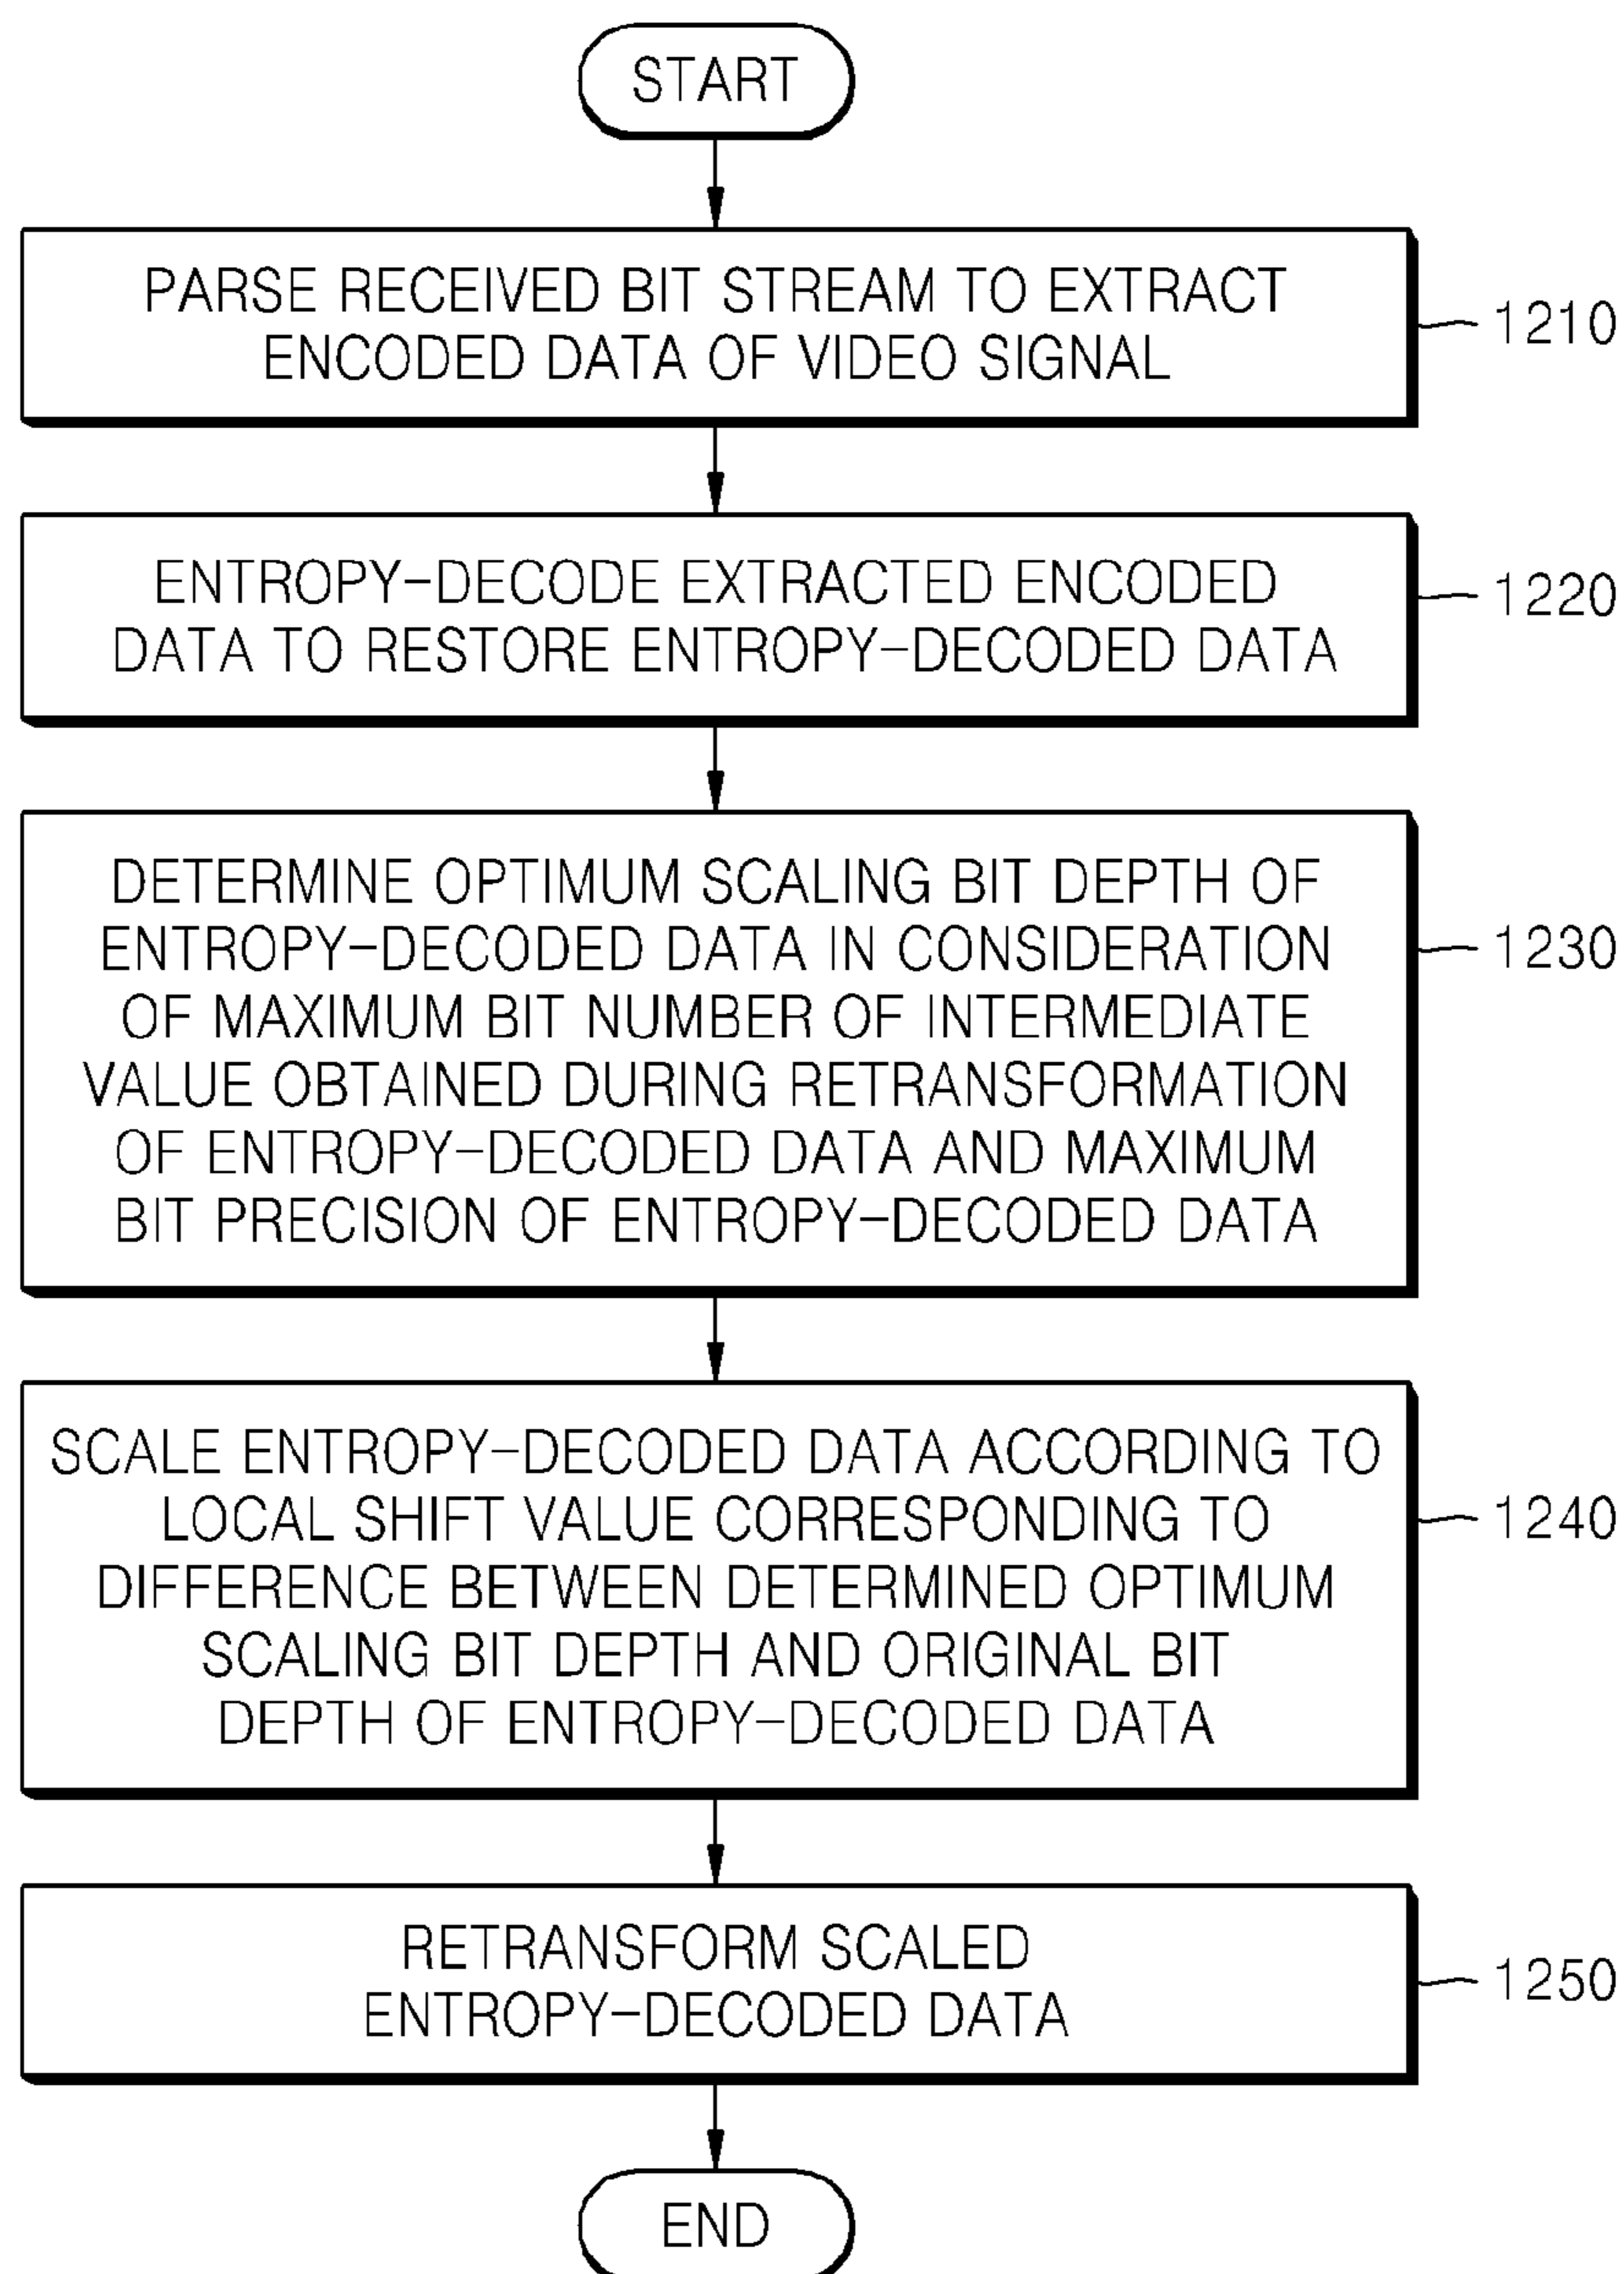 START
PARSE RECEIVED BIT STREAM TO EXTRACT
ENCODED DATA OF VIDEO SIGNAL
1210
ENTROPY-DECODE EXTRACTED ENCODED
DATA TO RESTORE ENTROPY-DECODED DATA
1220
DETERMINE OPTIMUM SCALING BIT DEPTH OF
ENTROPY-DECODED DATA IN CONSIDERATION
OF MAXIMUM BIT NUMBER OF INTERMEDIATE
VALUE OBTAINED DURING RETRANSFORMATION
OF ENTROPY-DECODED DATA AND MAXIMUM
BIT PRECISION OF ENTROPY-DECODED DATA
1230
SCALE ENTROPY-DECODED DATA ACCORDING TO
LOCAL SHIFT VALUE CORRESPONDING TO
DIFFERENCE BETWEEN DETERMINED OPTIMUM
SCALING BIT DEPTH AND ORIGINAL BIT
DEPTH OF ENTROPY-DECODED DATA
1240
RETRANSFORM SCALED
ENTROPY-DECODED DATA
1250
END